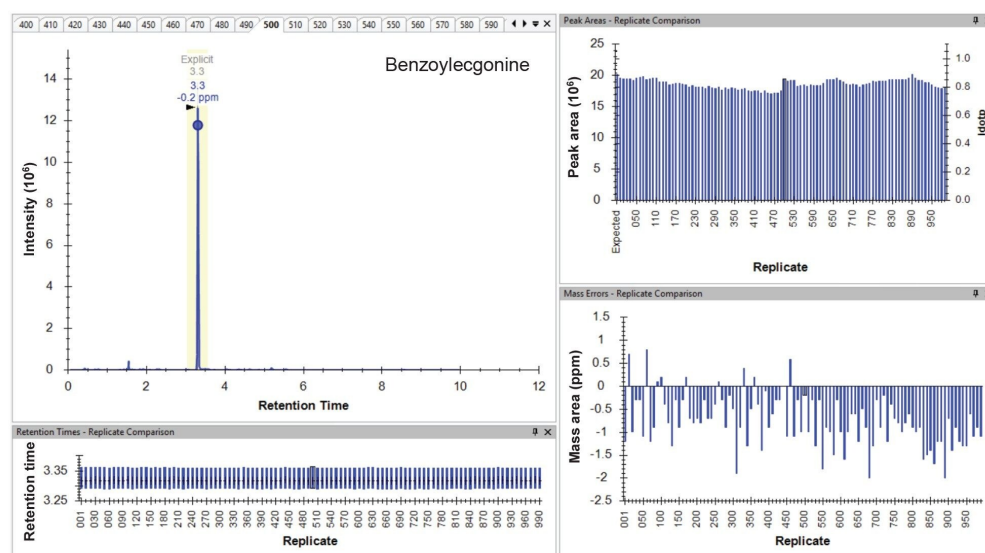 400 410 420 430 440 450 460 470 480 490 500 510 520 530 540 550 560 570 580 590
Benzoylecgonine
Explicit
3.3
3.3
-0.2 ppm
Intensity (10⁶)
14
12
10
8
6
4
2
0
0 2 4 6 8 10 12
Retention Time
Retention Times - Replicate Comparison
Retention time
3.35
3.25
001 030 060 090 120 150 180 210 240 270 300 330 360 390 420 450 480 510 540 570 600 630 660 690 720 750 780 810 840 870 900 930 960 990
Replicate
Peak Areas - Replicate Comparison
Peak area (10⁶)
25
20
15
10
5
0
1.0
0.8
0.6
0.4
0.2
0.0
idotp
Expected 050 110 170 230 290 350 410 470 530 590 650 710 770 830 890 950
Replicate
Mass Errors - Replicate Comparison
Mass area (ppm)
1.5
1
0.5
0
-0.5
-1
-1.5
-2
-2.5
001 050 100 150 200 250 300 350 400 450 500 550 600 650 700 750 800 850 900 950
Replicate